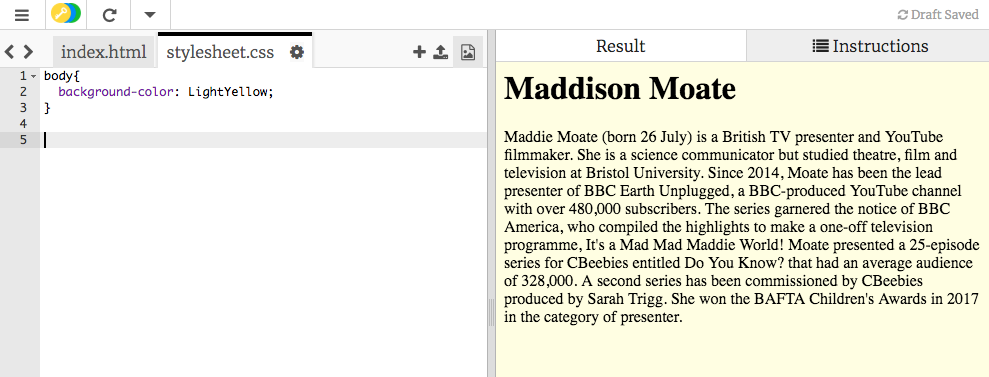 Draft Saved
index.html stylesheet.css
Result Instructions
1 body{
2 background-color: LightYellow;
3 }
4
5
Maddison Moate
Maddie Moate (born 26 July) is a British TV presenter and YouTube
filmmaker. She is a science communicator but studied theatre, film and
television at Bristol University. Since 2014, Moate has been the lead
presenter of BBC Earth Unplugged, a BBC-produced YouTube channel
with over 480,000 subscribers. The series garnered the notice of BBC
America, who compiled the highlights to make a one-off television
programme, It's a Mad Mad Maddie World! Moate presented a 25-episode
series for CBeebies entitled Do You Know? that had an average audience
of 328,000. A second series has been commissioned by CBeebies
produced by Sarah Trigg. She won the BAFTA Children's Awards in 2017
in the category of presenter.